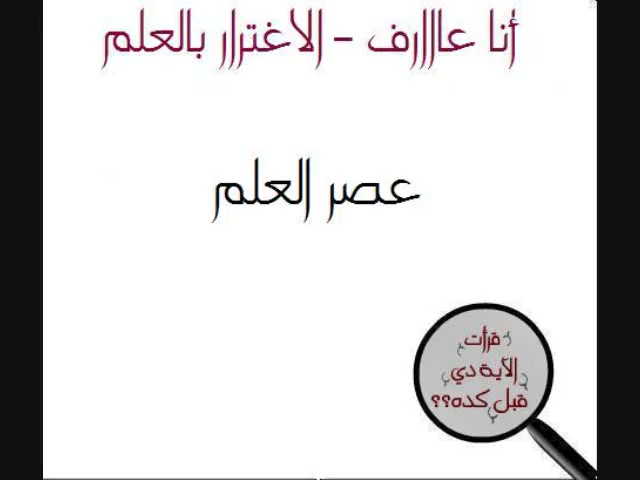 أنا عاااارف - الاغترار بالعلم
عصر العلم
قرأت
الآية دي
قبل كده؟؟